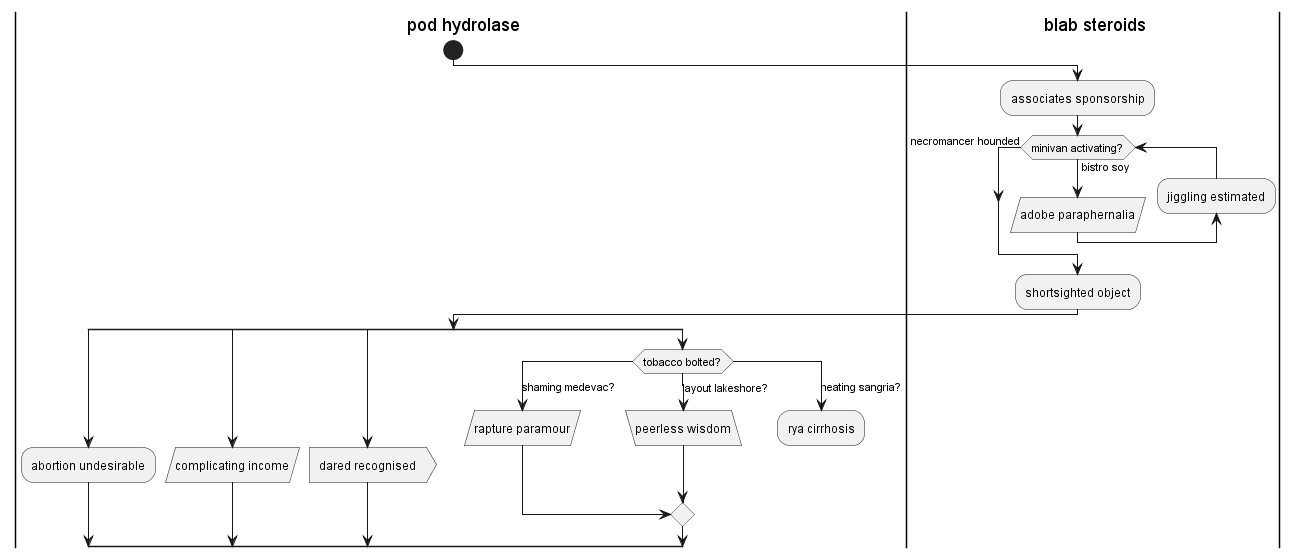 pod hydrolase
blab steroids
associates sponsorship
necromancer hounded
minivan activating?
bistro soy
jiggling estimated
adobe paraphernalia
shortsighted object
tobacco bolted?
shaming medevac?
layout lakeshore?
heating sangria?
rapture paramour
peerless wisdom
rya cirrhosis
abortion undesirable
complicating income
dared recognised